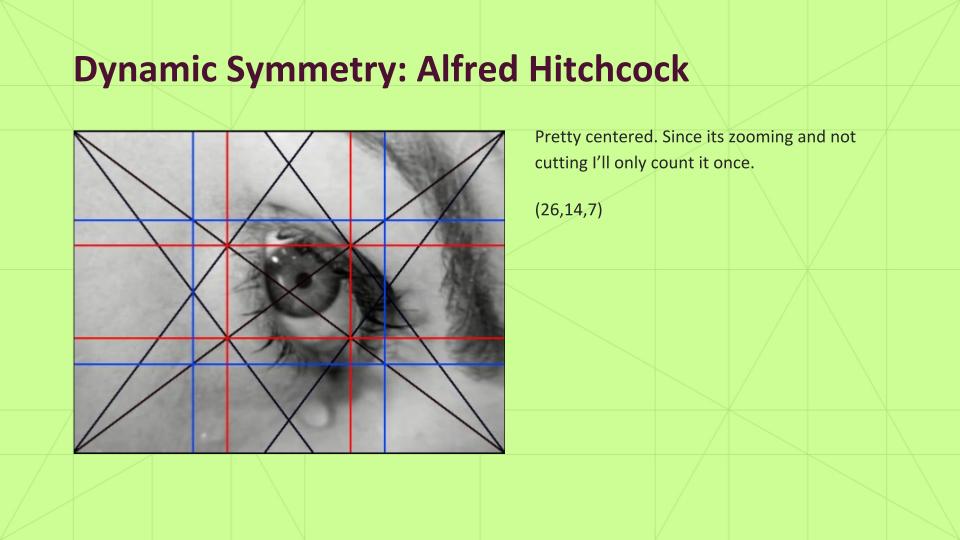 Dynamic Symmetry: Alfred Hitchcock
Pretty centered. Since its zooming and not
cutting I’ll only count it once.
(26,14,7)